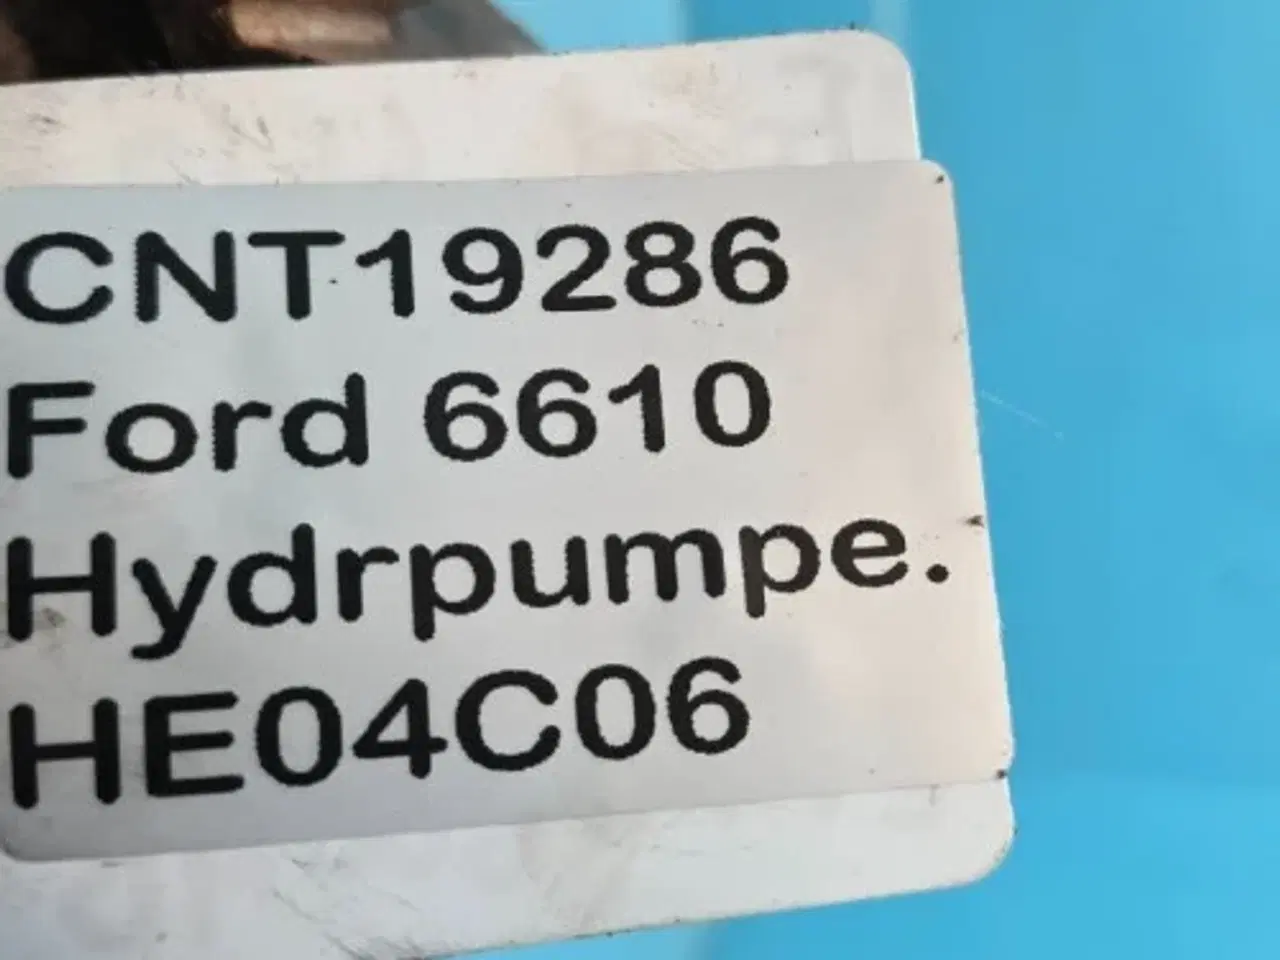 CNT19286
Ford 6610
Hydrpumpe.
HE04C06